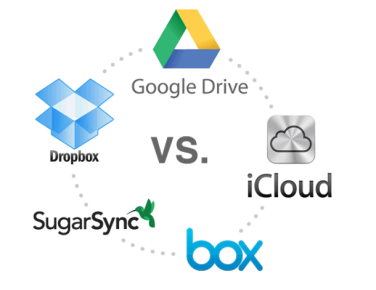 Google Drive
Dropbox
VS.
iCloud
SugarSync
box